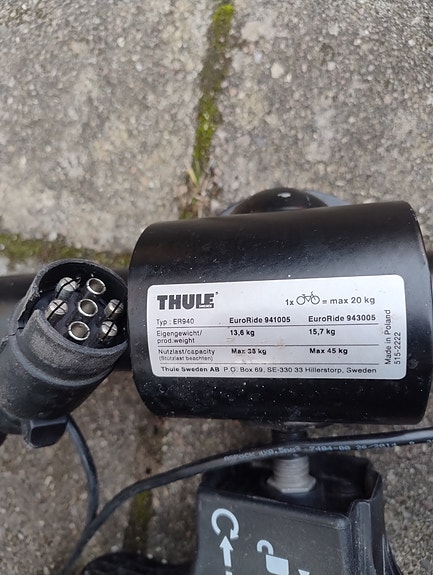 THULE
SWEDEN
1x = max 20 kg
Typ.: ER940 EuroRide 941005 EuroRide 943005
Eigengewicht/ prod.weight 13,6 kg 15,7 kg
Nutzlast/capacity Max 35 kg Max 45 kg
(Stützlast beachten)
Thule Sweden AB P.O. Box 69, SE-330 33 Hillerstorp, Sweden
Made in Poland
515-2222